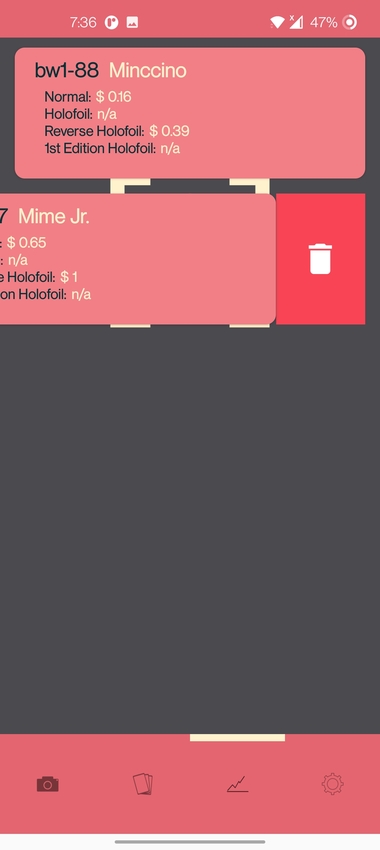 7:36 47%
bw1-88 Minccino
Normal: $ 0.16
Holofoil: n/a
Reverse Holofoil: $ 0.39
1st Edition Holofoil: n/a
7 Mime Jr.
: $ 0.65
: n/a
e Holofoil: $ 1
on Holofoil: n/a